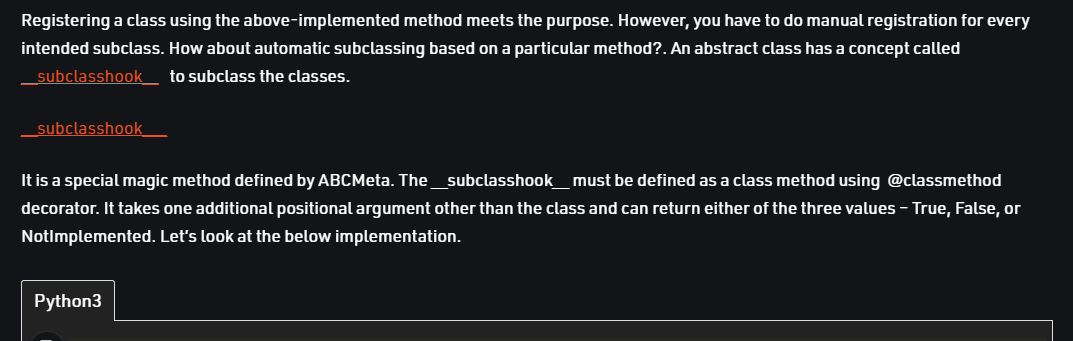 Registering a class using the above-implemented method meets the purpose. However, you have to do manual registration for every
intended subclass. How about automatic subclassing based on a particular method?. An abstract class has a concept called
__subclasshook__ to subclass the classes.
__subclasshook___
It is a special magic method defined by ABCMeta. The __subclasshook__ must be defined as a class method using @classmethod
decorator. It takes one additional positional argument other than the class and can return either of the three values – True, False, or
NotImplemented. Let's look at the below implementation.
Python3